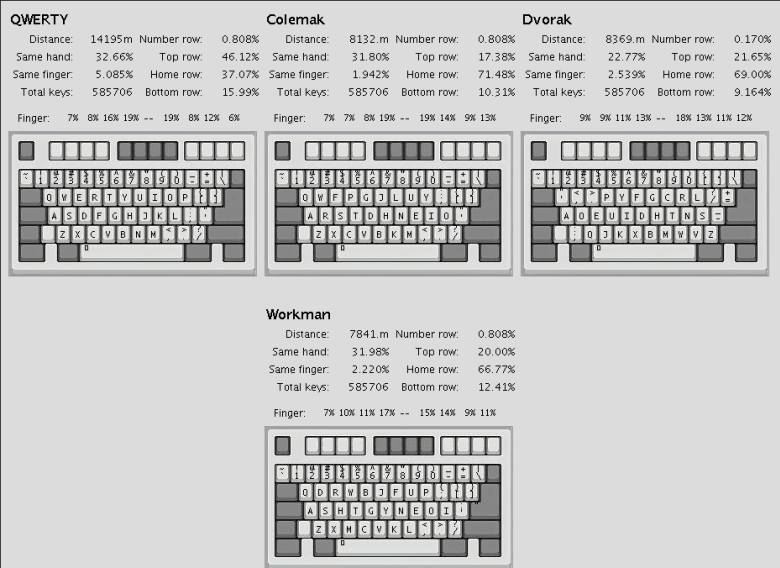 QWERTY
Distance: 14195m Number row: 0.808%
Same hand: 32.66% Top row: 46.12%
Same finger: 5.085% Home row: 37.07%
Total keys: 585706 Bottom row: 15.99%
Finger: 7% 8% 16% 19% -- 19% 8% 12% 6%
1 2 3 4 5 6 7 8 9 0
Q W E R T Y U I O P [ ]
A S D F G H J K L ; '
Z X C V B N M < > /
Colemak
Distance: 8132.m Number row: 0.808%
Same hand: 31.80% Top row: 17.38%
Same finger: 1.942% Home row: 71.48%
Total keys: 585706 Bottom row: 10.31%
Finger: 7% 7% 8% 19% -- 19% 14% 9% 13%
1 2 3 4 5 6 7 8 9 0
Q W F P G J L U Y ; [ ]
A R S T D H N E I O '
Z X C V B K M < > /
Dvorak
Distance: 8369.m Number row: 0.170%
Same hand: 22.77% Top row: 21.65%
Same finger: 2.539% Home row: 69.00%
Total keys: 585706 Bottom row: 9.164%
Finger: 9% 9% 11% 13% -- 18% 13% 11% 12%
1 2 3 4 5 6 7 8 9 0
' < > P Y F G C R L /
A O E U I D H T N S
; Q J K X B M W V Z
Workman
Distance: 7841.m Number row: 0.808%
Same hand: 31.98% Top row: 20.00%
Same finger: 2.220% Home row: 66.77%
Total keys: 585706 Bottom row: 12.41%
Finger: 7% 10% 11% 17% -- 15% 14% 9% 11%
1 2 3 4 5 6 7 8 9 0
Q D R W B J F U P ; [ ]
A S H T G Y N E O I '
Z X M C V K L < > /